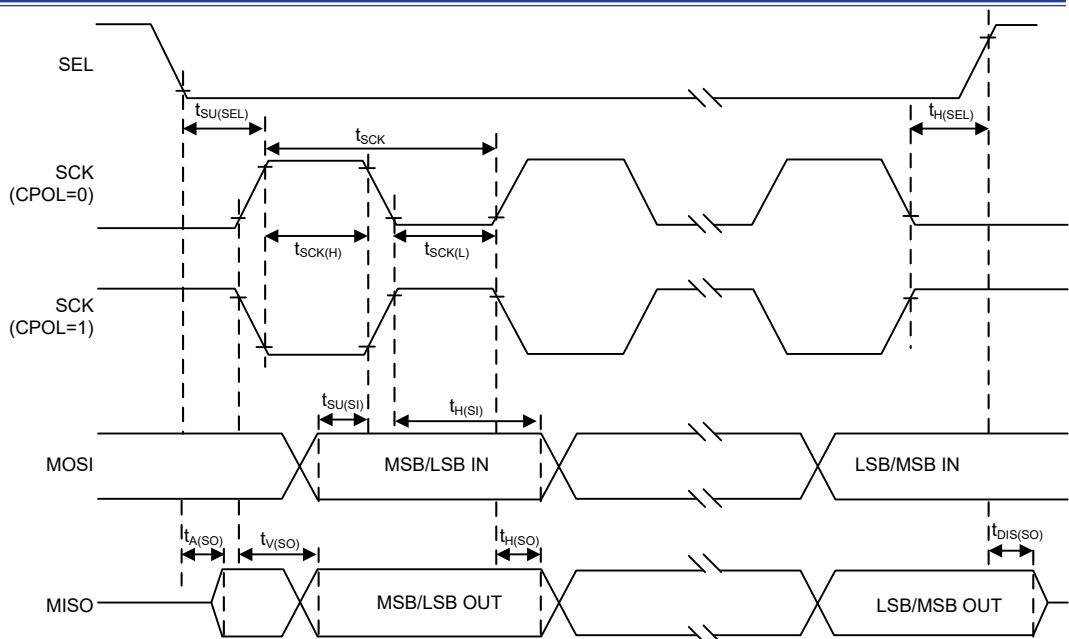 SEL
tSU(SEL)
tH(SEL)
tSCK
SCK
(CPOL=0)
tSCK(H)
tSCK(L)
SCK
(CPOL=1)
tSU(SI)
tH(SI)
MOSI
MSB/LSB IN
LSB/MSB IN
tA(SO)
tV(SO)
tH(SO)
tDIS(SO)
MISO
MSB/LSB OUT
LSB/MSB OUT